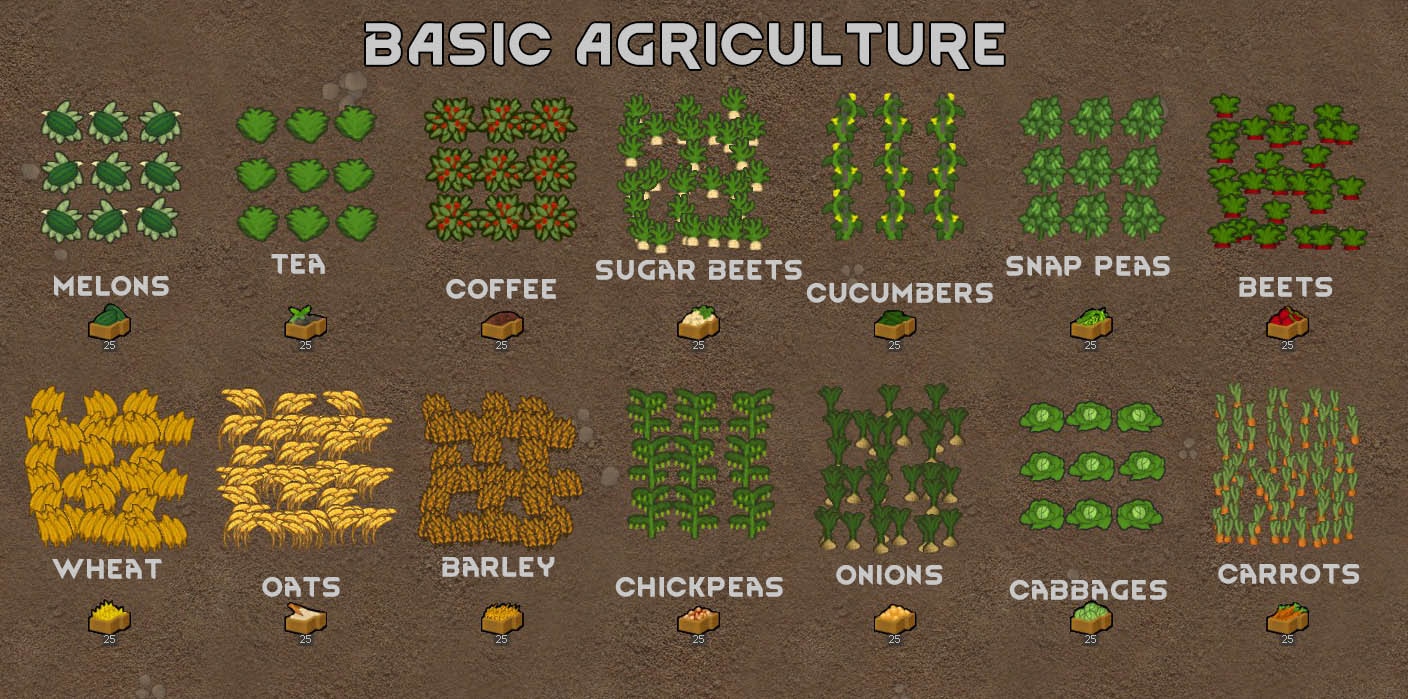 BASIC AGRICULTURE
MELONS
TEA
COFFEE
SUGAR BEETS
CUCUMBERS
SNAP PEAS
BEETS
25
25
25
25
25
25
25
WHEAT
OATS
BARLEY
CHICKPEAS
ONIONS
CABBAGES
CARROTS
25
25
25
25
25
25
25